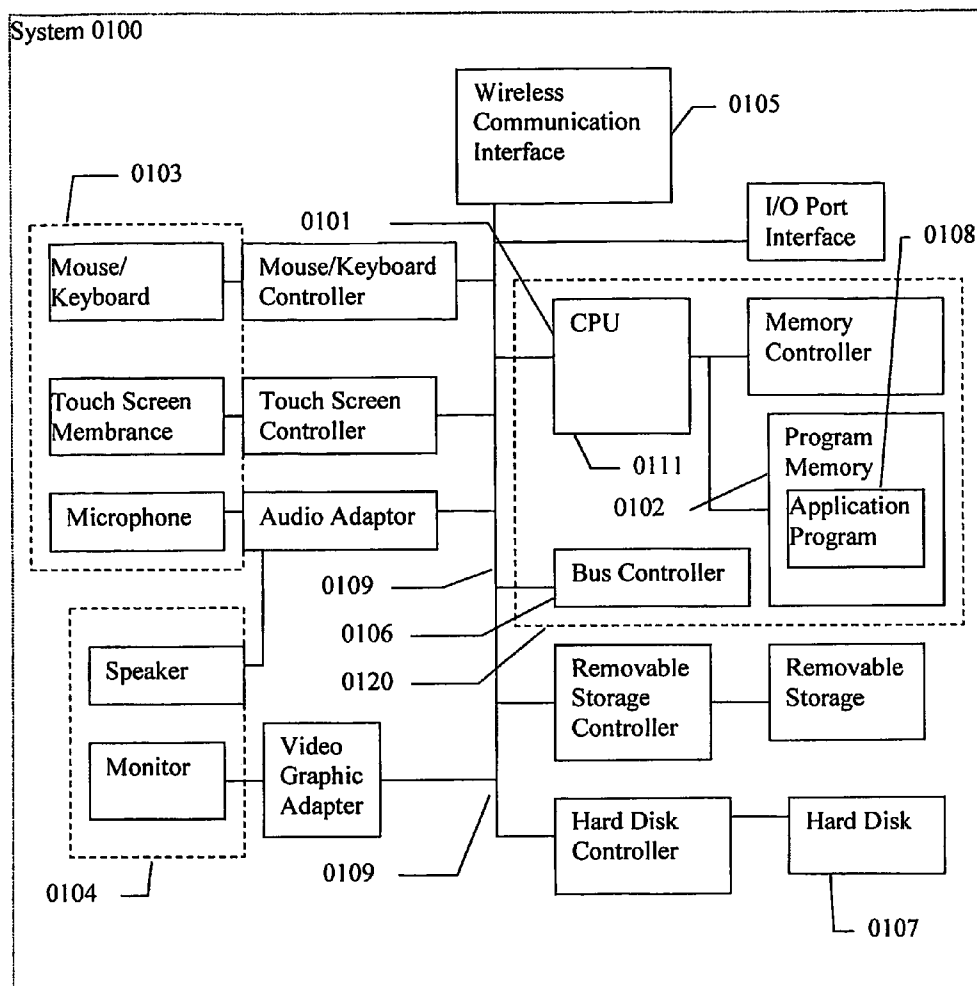 System 0100
Wireless
Communication
Interface
0105
0103
0101
I/O Port
Interface
0108
Mouse/
Keyboard
Mouse/Keyboard
Controller
CPU
Memory
Controller
Touch Screen
Membrance
Touch Screen
Controller
0111
Program
Memory
0102
Application
Program
Microphone
Audio Adaptor
0109
Bus Controller
0106
0120
Speaker
Removable
Storage
Controller
Removable
Storage
Monitor
Video
Graphic
Adapter
0109
Hard Disk
Controller
Hard Disk
0104
0107